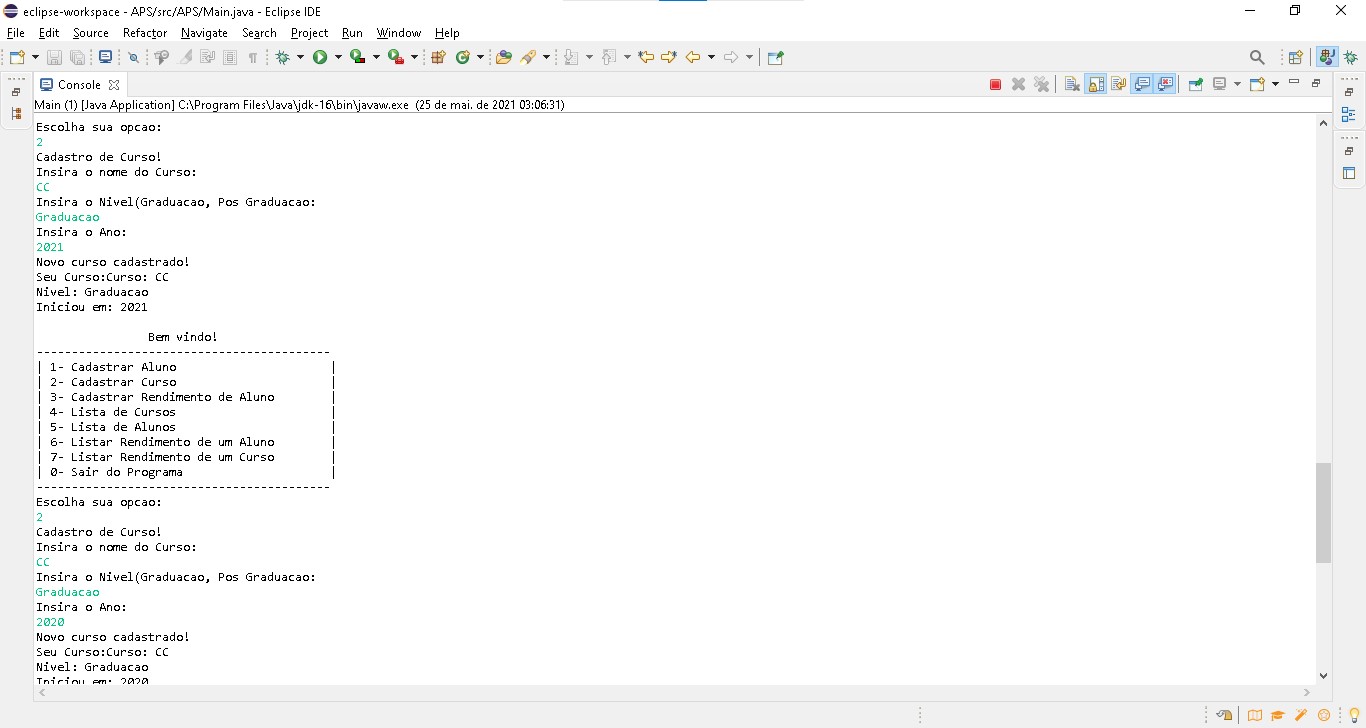 eclipse-workspace - APS/src/APS/Main.java - Eclipse IDE
File Edit Source Refactor Navigate Search Project Run Window Help
Console
Main (1) [Java Application] C:\Program Files\Java\jdk-16\bin\javaw.exe (25 de mai. de 2021 03:06:31)
Escolha sua opcao:
2
Cadastro de Curso!
Insira o nome do Curso:
CC
Insira o Nivel(Graduacao, Pos Graduacao:
Graduacao
Insira o Ano:
2021
Novo curso cadastrado!
Seu Curso:Curso: CC
Nivel: Graduacao
Iniciou em: 2021
Bem vindo!
------------------------------------------
| 1- Cadastrar Aluno |
| 2- Cadastrar Curso |
| 3- Cadastrar Rendimento de Aluno |
| 4- Lista de Cursos |
| 5- Lista de Alunos |
| 6- Listar Rendimento de um Aluno |
| 7- Listar Rendimento de um Curso |
| 0- Sair do Programa |
------------------------------------------
Escolha sua opcao:
2
Cadastro de Curso!
Insira o nome do Curso:
CC
Insira o Nivel(Graduacao, Pos Graduacao:
Graduacao
Insira o Ano:
2020
Novo curso cadastrado!
Seu Curso:Curso: CC
Nivel: Graduacao
Iniciou em: 2020